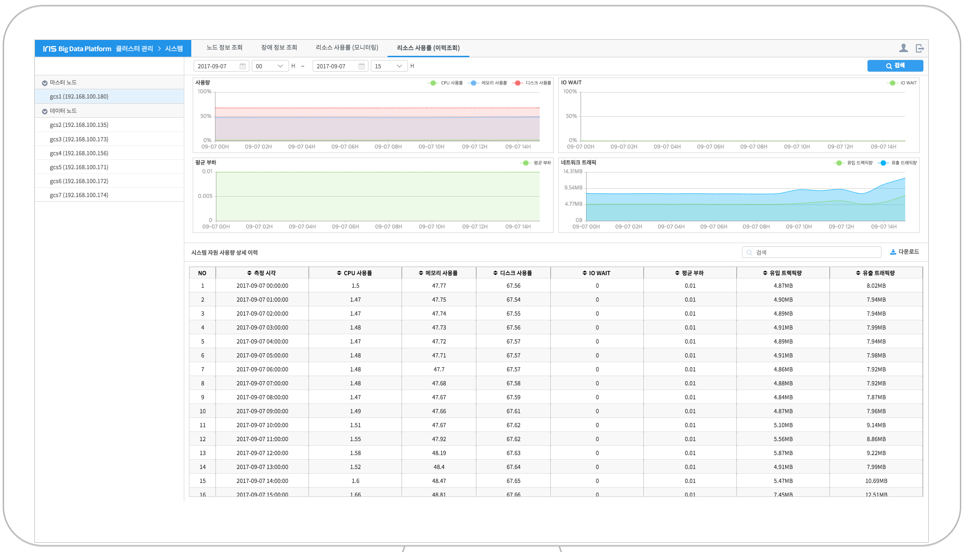 IRIS Big Data Platform 클러스터 관리 > 시스템
노드 정보 조회 장애 정보 조회 리소스 사용률 (모니터링) 리소스 사용률 (이력조회)
2017-09-07 00 H ~ 2017-09-07 15 H 검색
마스터 노드
gcs1 (192.168.100.180)
데이터 노드
gcs2 (192.168.100.135)
gcs3 (192.168.100.173)
gcs4 (192.168.100.156)
gcs5 (192.168.100.171)
gcs6 (192.168.100.172)
gcs7 (192.168.100.174)
사용량 CPU 사용률 메모리 사용률 디스크 사용률
100%
50%
0%
09-07 00H 09-07 02H 09-07 04H 09-07 06H 09-07 08H 09-07 10H 09-07 12H 09-07 14H
IO WAIT IO WAIT
100%
50%
0%
09-07 00H 09-07 02H 09-07 04H 09-07 06H 09-07 08H 09-07 10H 09-07 12H 09-07 14H
평균 부하 평균 부하
0.01
0.005
0
09-07 00H 09-07 02H 09-07 04H 09-07 06H 09-07 08H 09-07 10H 09-07 12H 09-07 14H
네트워크 트래픽 유입 트랙픽량 유출 트래픽량
14.31MB
9.54MB
4.77MB
0B
09-07 00H 09-07 02H 09-07 04H 09-07 06H 09-07 08H 09-07 10H 09-07 12H 09-07 14H
시스템 자원 사용량 상세 이력 검색 다운로드
NO 측정 시각 CPU 사용률 메모리 사용률 디스크 사용률 IO WAIT 평균 부하 유입 트랙픽량 유출 트래픽량
1 2017-09-07 00:00:00 1.5 47.77 67.56 0 0.01 4.87MB 8.02MB
2 2017-09-07 01:00:00 1.47 47.75 67.54 0 0.01 4.90MB 7.94MB
3 2017-09-07 02:00:00 1.47 47.74 67.55 0 0.01 4.89MB 7.94MB
4 2017-09-07 03:00:00 1.48 47.73 67.56 0 0.01 4.91MB 7.99MB
5 2017-09-07 04:00:00 1.47 47.72 67.57 0 0.01 4.89MB 7.94MB
6 2017-09-07 05:00:00 1.48 47.71 67.57 0 0.01 4.91MB 7.98MB
7 2017-09-07 06:00:00 1.48 47.7 67.57 0 0.01 4.86MB 7.92MB
8 2017-09-07 07:00:00 1.48 47.68 67.58 0 0.01 4.88MB 7.92MB
9 2017-09-07 08:00:00 1.47 47.67 67.59 0 0.01 4.84MB 7.87MB
10 2017-09-07 09:00:00 1.49 47.66 67.61 0 0.01 4.87MB 7.96MB
11 2017-09-07 10:00:00 1.51 47.67 67.62 0 0.01 5.10MB 9.14MB
12 2017-09-07 11:00:00 1.55 47.92 67.62 0 0.01 5.56MB 8.86MB
13 2017-09-07 12:00:00 1.58 48.19 67.63 0 0.01 5.87MB 9.22MB
14 2017-09-07 13:00:00 1.52 48.4 67.64 0 0.01 4.91MB 7.99MB
15 2017-09-07 14:00:00 1.6 48.47 67.65 0 0.01 5.47MB 10.69MB
16 2017-09-07 15:00:00 1.66 48.81 67.66 0 0.01 7.45MB 12.51MB